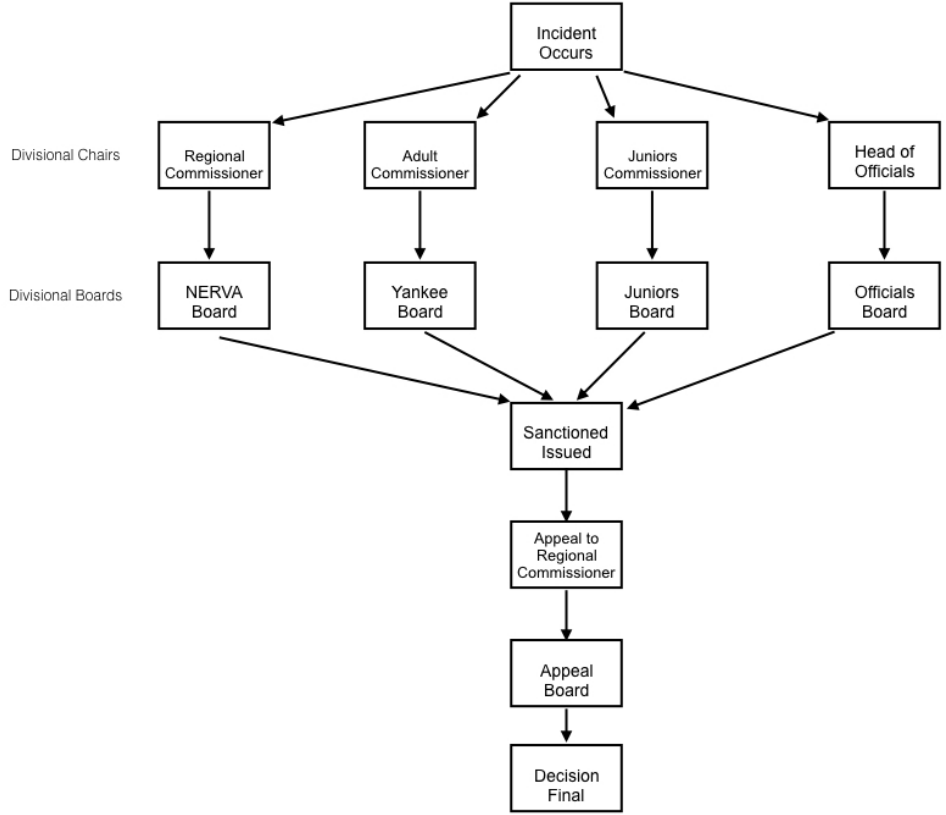 Incident
Occurs
Divisional Chairs
Regional
Commissioner
Adult
Commissioner
Juniors
Commissioner
Head of
Officials
Divisional Boards
NERVA
Board
Yankee
Board
Juniors
Board
Officials
Board
Sanctioned
Issued
Appeal to
Regional
Commissioner
Appeal
Board
Decision
Final